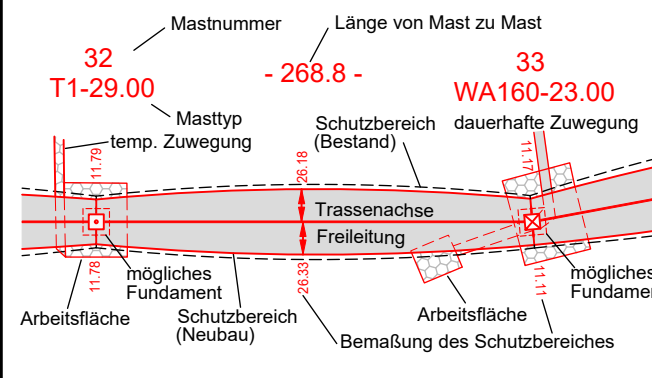 Mastnummer
Länge von Mast zu Mast
32
T1-29.00
- 268.8 -
33
WA160-23.00
Masttyp
temp. Zuwegung
Schutzbereich
(Bestand)
dauerhafte Zuwegung
11.79
26.18
11.17
Trassenachse
Freileitung
11.78
26.33
11.11
mögliches
Fundament
mögliches
Fundamen
Arbeitsfläche
Schutzbereich
(Neubau)
Arbeitsfläche
Bemaßung des Schutzbereiches